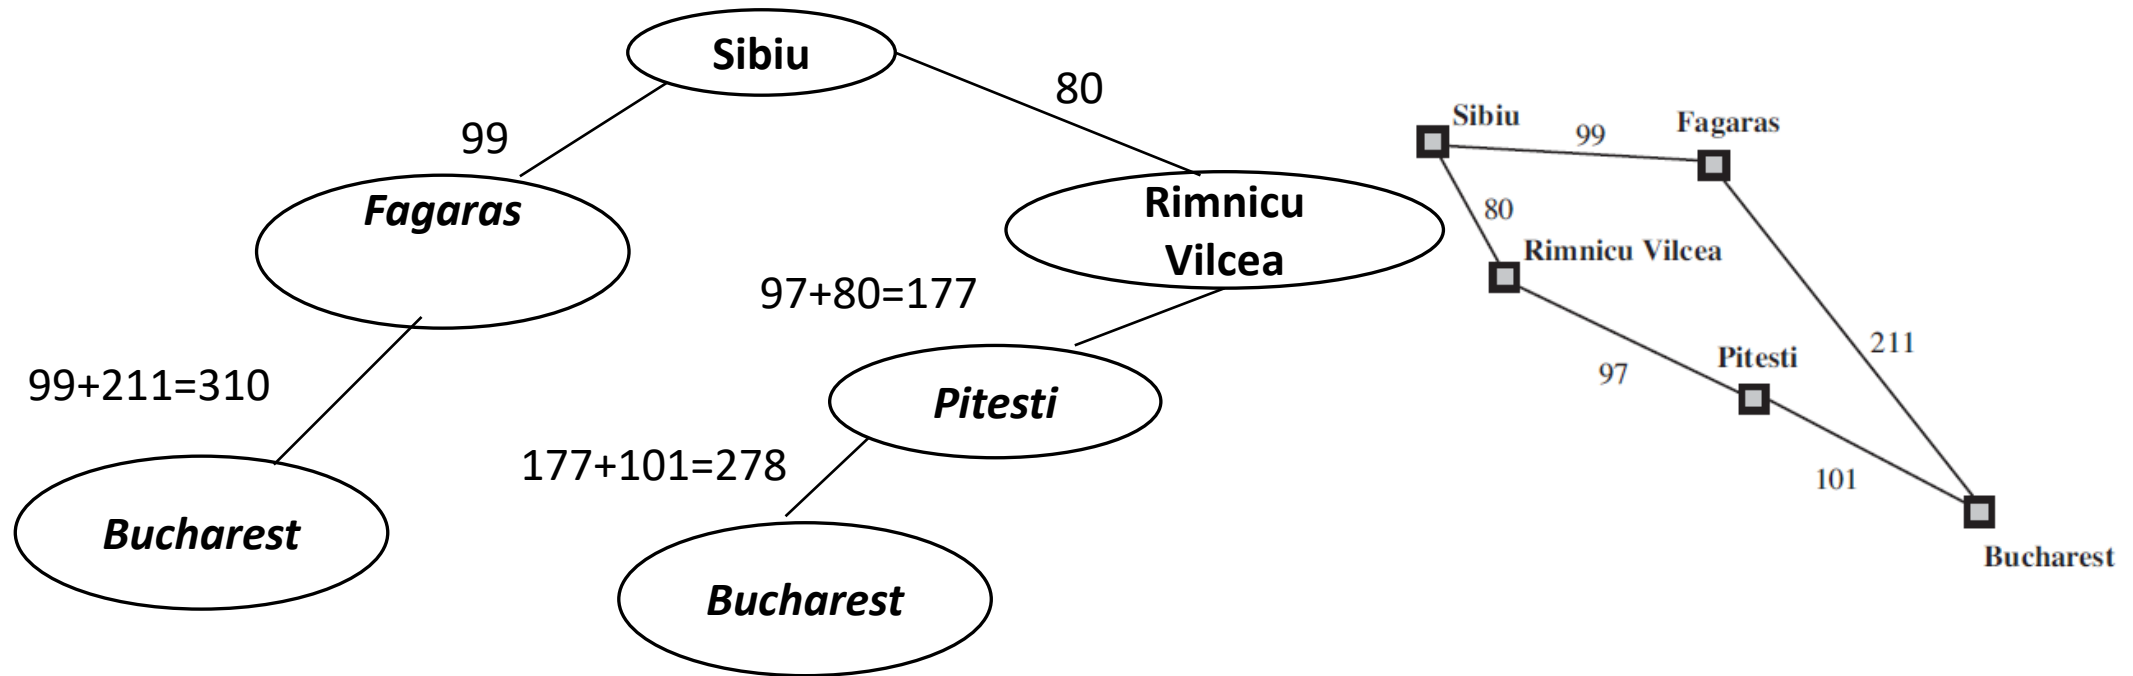 Sibiu
99
80
Fagaras
Rimnicu
Vilcea
97+80=177
99+211=310
Pitesti
177+101=278
Bucharest
Bucharest
Sibiu
99
Fagaras
80
Rimnicu Vilcea
211
Pitesti
97
101
Bucharest